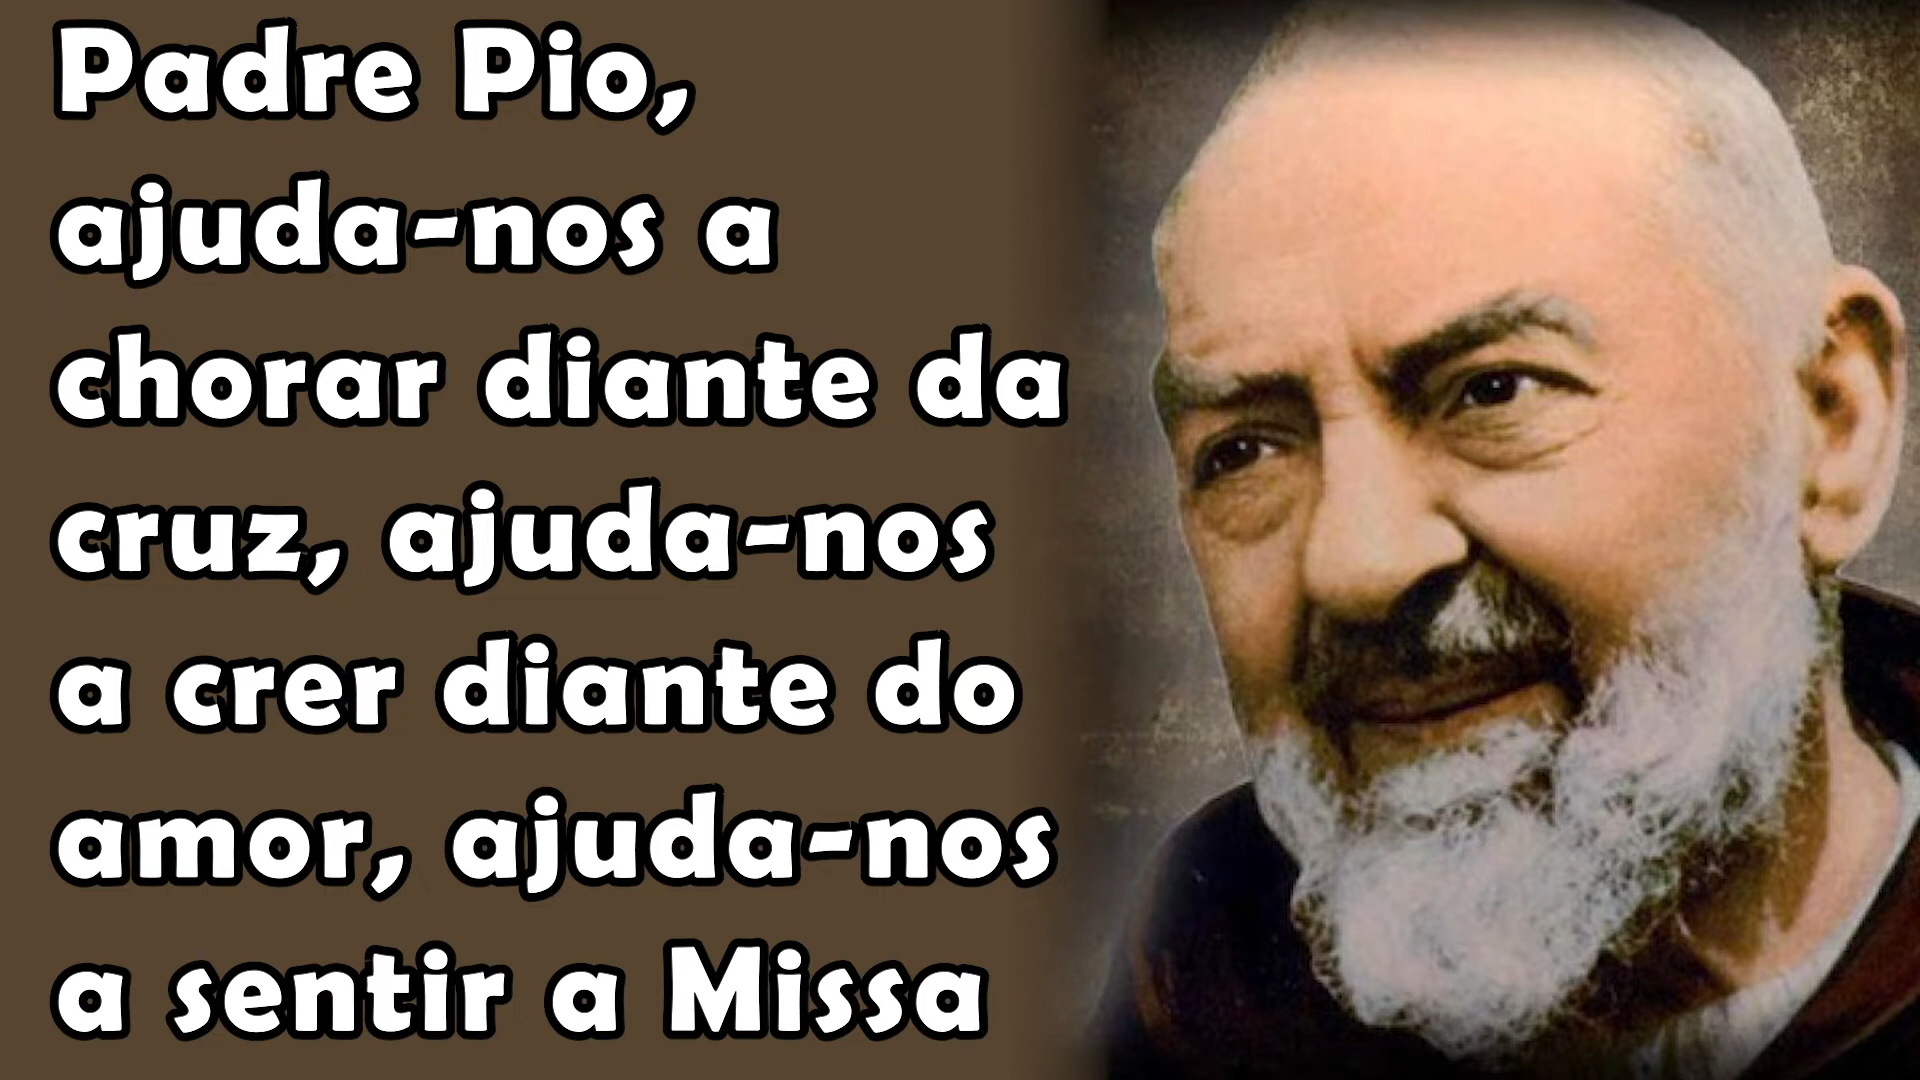 Padre Pio,
ajuda-nos a
chorar diante da
cruz, ajuda-nos
a crer diante do
amor, ajuda-nos
a sentir a Missa